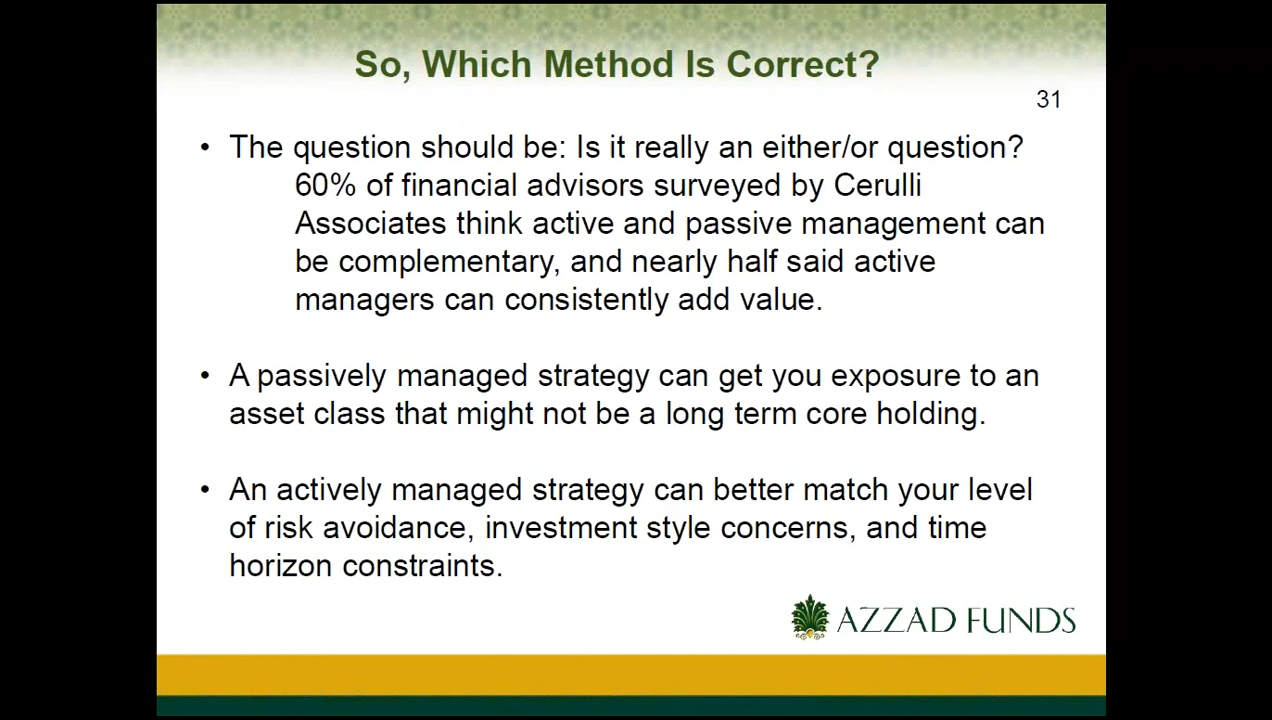 So, Which Method Is Correct?
31
• The question should be: Is it really an either/or question?
60% of financial advisors surveyed by Cerulli
Associates think active and passive management can
be complementary, and nearly half said active
managers can consistently add value.
• A passively managed strategy can get you exposure to an
asset class that might not be a long term core holding.
• An actively managed strategy can better match your level
of risk avoidance, investment style concerns, and time
horizon constraints.
AZZAD FUNDS